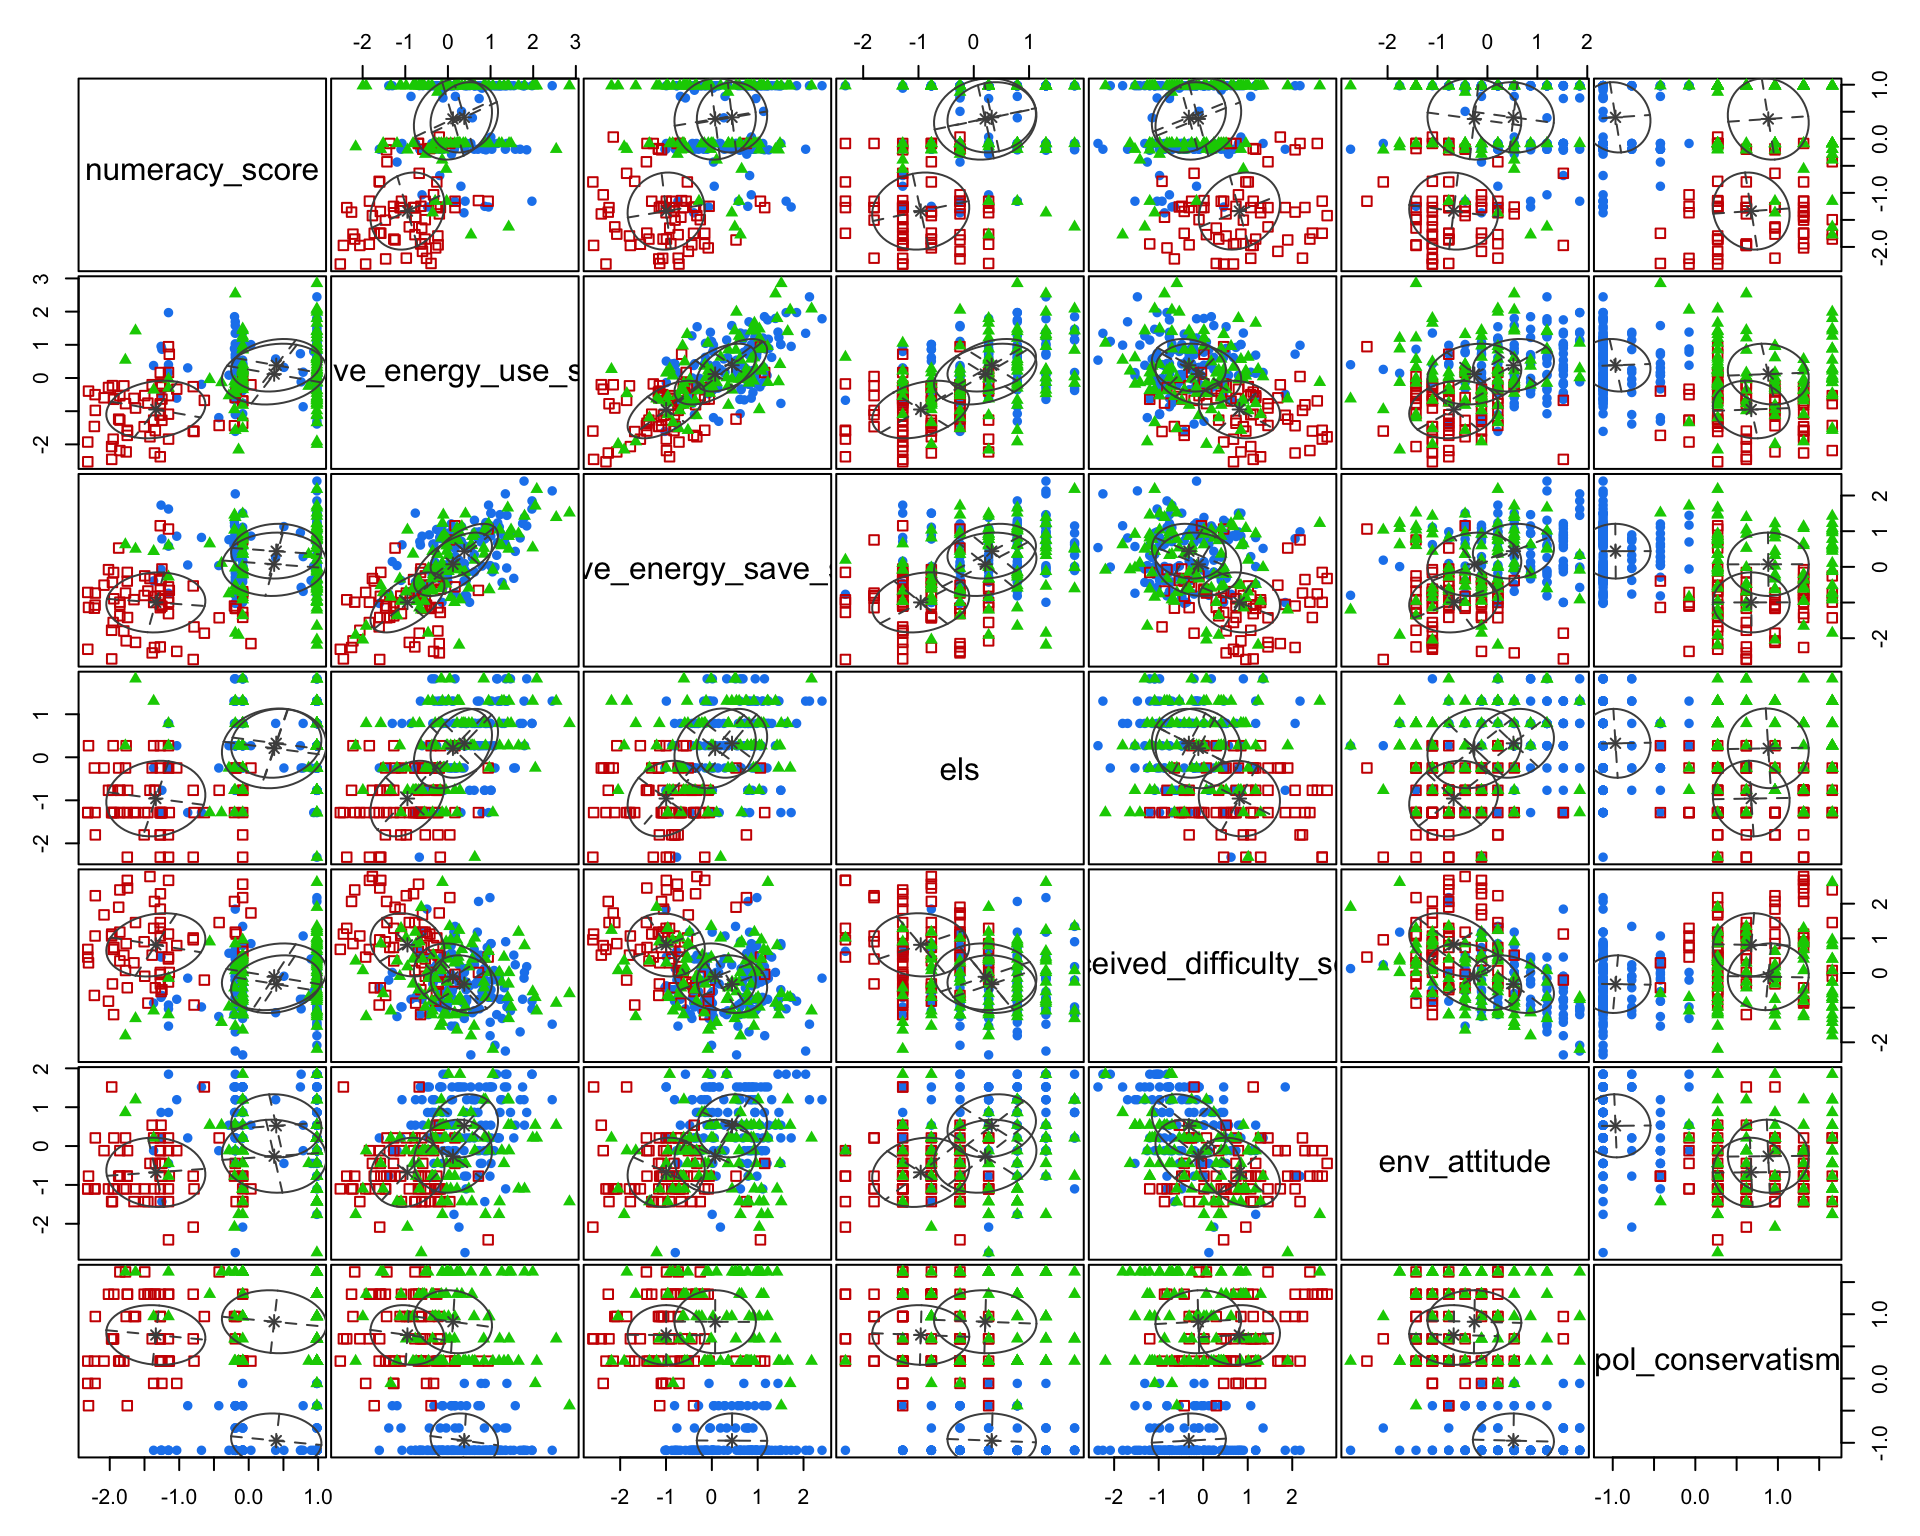 -2 -1 0 1 2 3 -2 -1 0 1 -2 -1 0 1 2
numeracy_score
-2.0 -1.0 0.0 1.0
-2 0 1 2 3
ve_energy_use_s
ve_energy_save_s
-2 0 1 2
-2 -1 0 1
els
ceived_difficulty_sc
-2 0 1 2
-2 -1 0 1 2
env_attitude
pol_conservatism
-1.0 0.0 1.0
-2.0 -1.0 0.0 1.0 -2 -1 0 1 2 -2 -1 0 1 2 -1.0 0.0 1.0